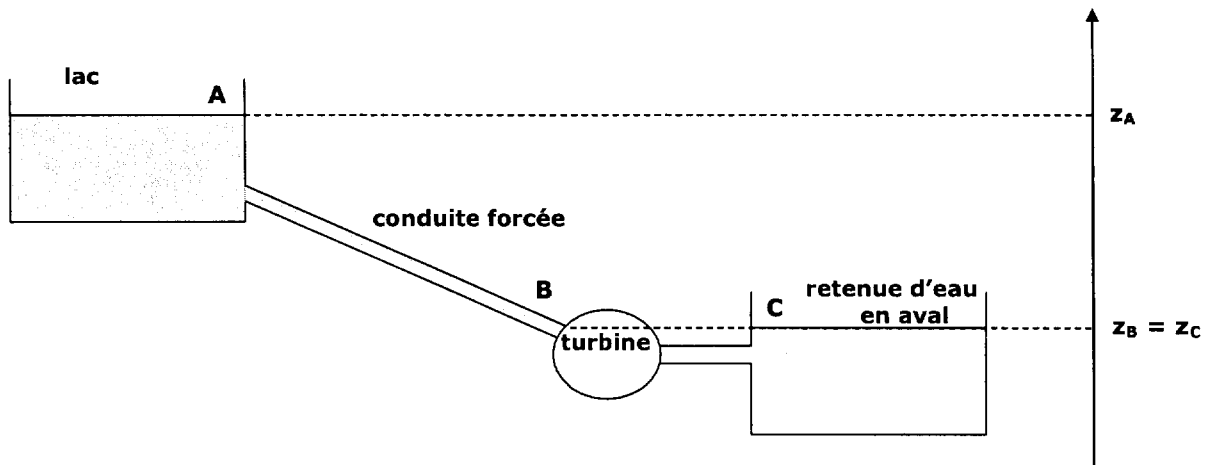 lac
A
z_A
conduite forcée
B
C
retenue d'eau
en aval
z_B = z_C
turbine